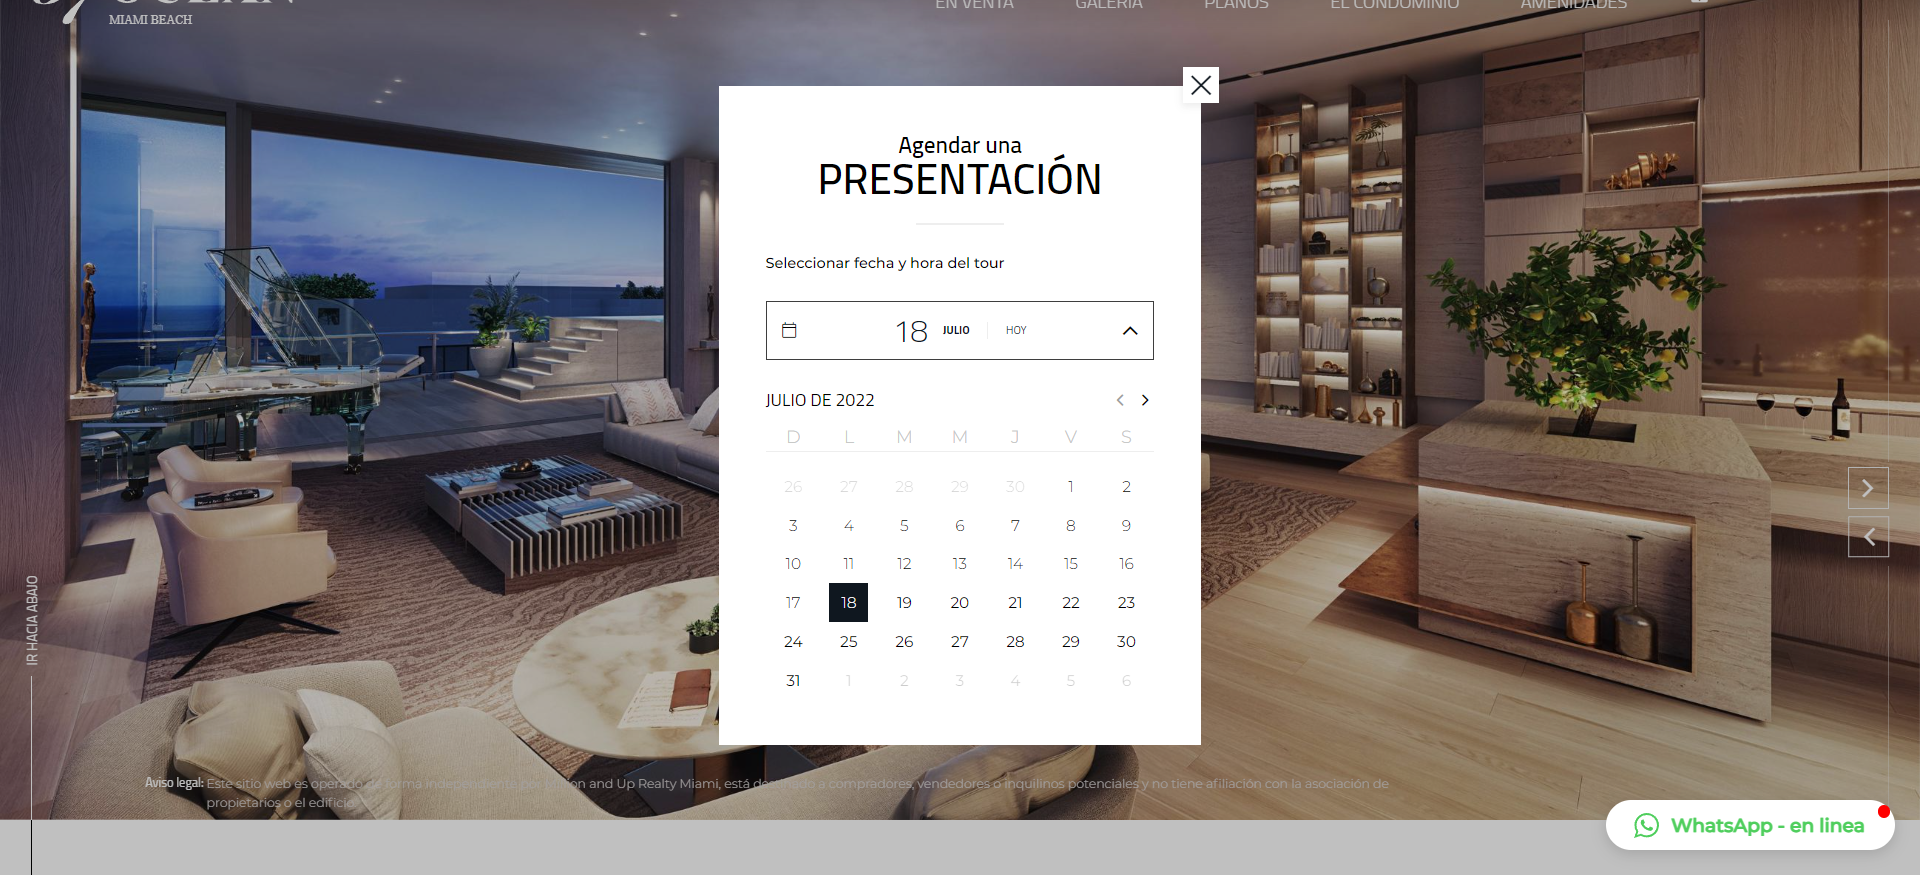 MIAMI BEACH
EN VENTA GALERÍA PLANOS EL CONDOMINIO AMENIDADES
Agendar una
PRESENTACIÓN
Seleccionar fecha y hora del tour
18 JULIO HOY
JULIO DE 2022
D L M M J V S
26 27 28 29 30 1 2
3 4 5 6 7 8 9
10 11 12 13 14 15 16
17 18 19 20 21 22 23
24 25 26 27 28 29 30
31 1 2 3 4 5 6
IR HACIA ABAJO
Aviso legal: Este sitio web es operado de forma and Up Realty Miami, está destinado a compradores, vendedores o inquilinos potenciales y no tiene afiliación con la asociación de
propietarios o el edificio.
WhatsApp - en linea